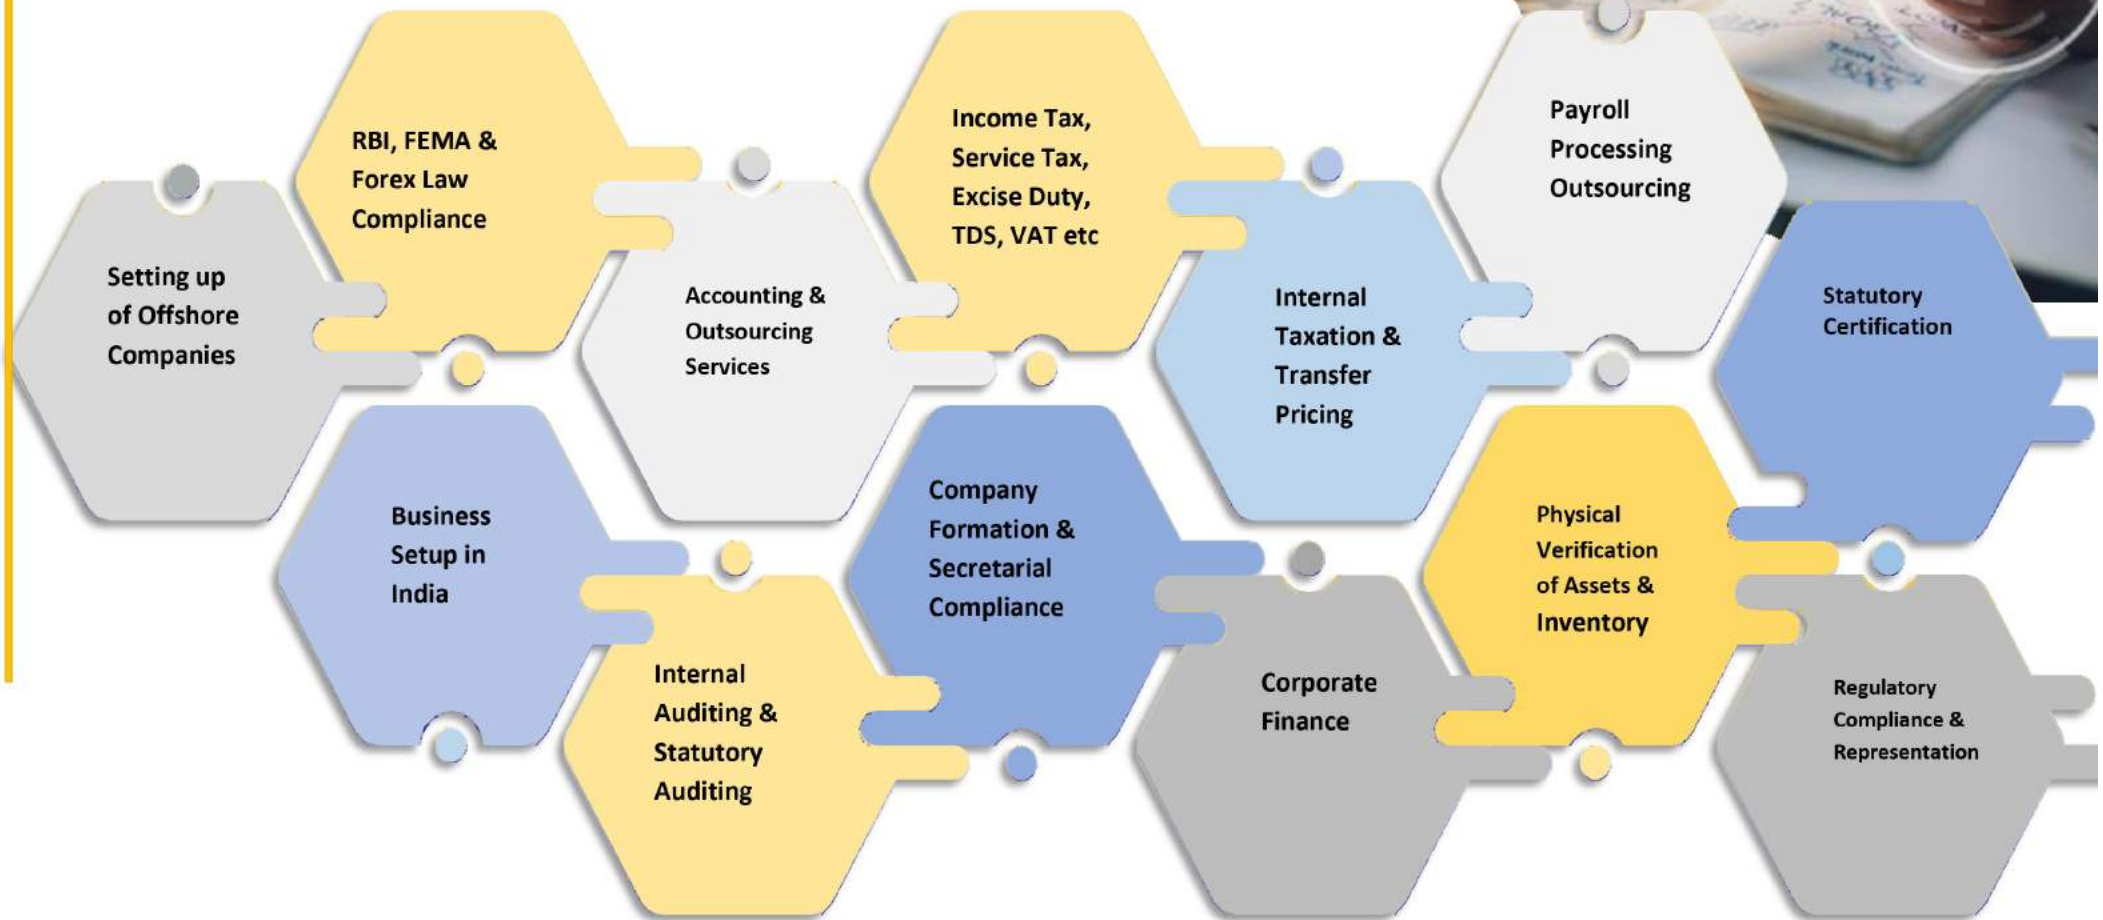 RBI, FEMA &
Forex Law
Compliance
Income Tax,
Service Tax,
Excise Duty,
TDS, VAT etc
Payroll
Processing
Outsourcing
Setting up
of Offshore
Companies
Accounting &
Outsourcing
Services
Internal
Taxation &
Transfer
Pricing
Statutory
Certification
Business
Setup in
India
Company
Formation &
Secretarial
Compliance
Physical
Verification
of Assets &
Inventory
Internal
Auditing &
Statutory
Auditing
Corporate
Finance
Regulatory
Compliance &
Representation